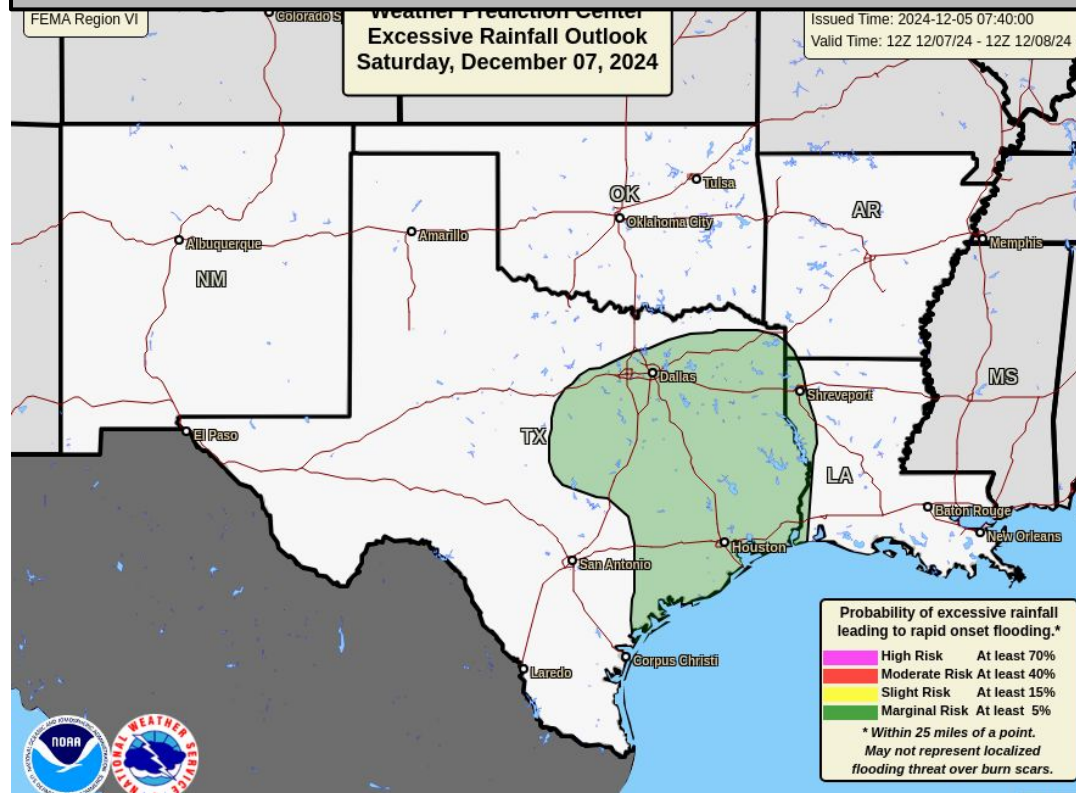 FEMA Region VI
Weather Prediction Center
Excessive Rainfall Outlook
Saturday, December 07, 2024
Issued Time: 2024-12-05 07:40:00
Valid Time: 12Z 12/07/24 - 12Z 12/08/24
Colorado S
Tulsa
OK
Oklahoma City
AR
Albuquerque
Amarillo
Memphis
NM
Dallas
MS
Shreveport
El Paso
TX
LA
Baton Rouge
New Orleans
Houston
San Antonio
Corpus Christi
Laredo
Probability of excessive rainfall
leading to rapid onset flooding.*
High Risk At least 70%
Moderate Risk At least 40%
Slight Risk At least 15%
Marginal Risk At least 5%
* Within 25 miles of a point.
May not represent localized
flooding threat over burn scars.
NOAA
NATIONAL WEATHER SERVICE